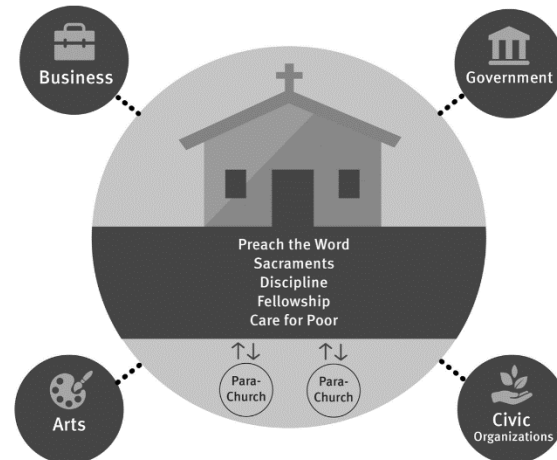 Business
Government
Preach the Word
Sacraments
Discipline
Fellowship
Care for Poor
Para-
Church
Para-
Church
Arts
Civic
Organizations